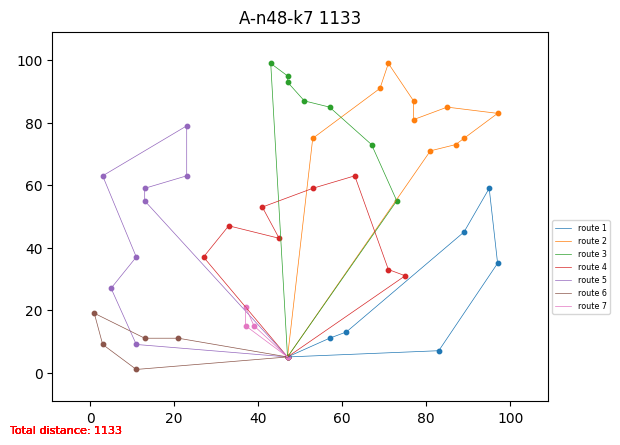 A-n48-k7 1133
100
80
60
40
20
0
0 20 40 60 80 100
route 1
route 2
route 3
route 4
route 5
route 6
route 7
Total distance: 1133